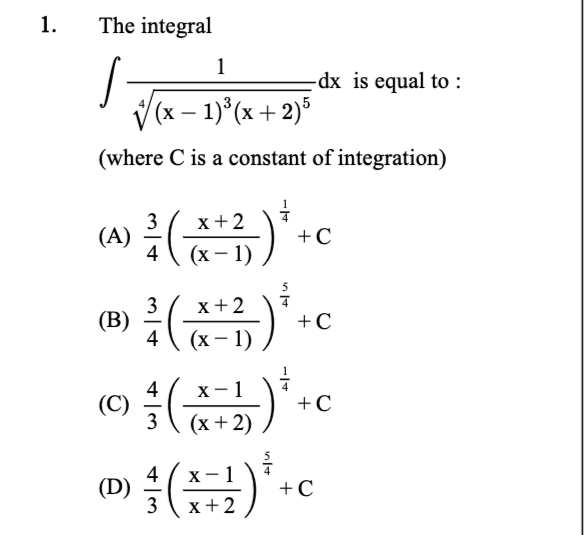 1. The integral
∫ 1/∜((x – 1)³(x + 2)⁵) dx is equal to :
(where C is a constant of integration)
(A) 3/4 ( (x + 2)/(x – 1) )^(1/4) + C
(B) 3/4 ( (x + 2)/(x – 1) )^(5/4) + C
(C) 4/3 ( (x – 1)/(x + 2) )^(1/4) + C
(D) 4/3 ( (x – 1)/(x + 2) )^(5/4) + C